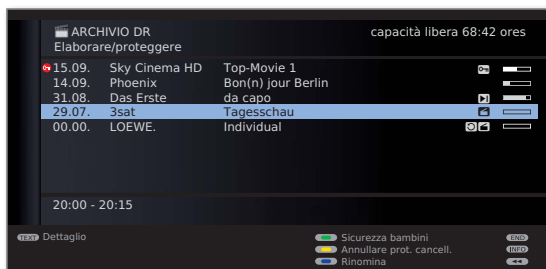 ARCHIVIO DR capacità libera 68:42 ores
Elaborare/proteggere
15.09. Sky Cinema HD Top-Movie 1
14.09. Phoenix Bon(n) jour Berlin
31.08. Das Erste da capo
29.07. 3sat Tagesschau
00.00. LOEWE. Individual
20:00 - 20:15
TEXT Dettaglio Sicurezza bambini END
Annullare prot. cancell. INFO
Rinomina